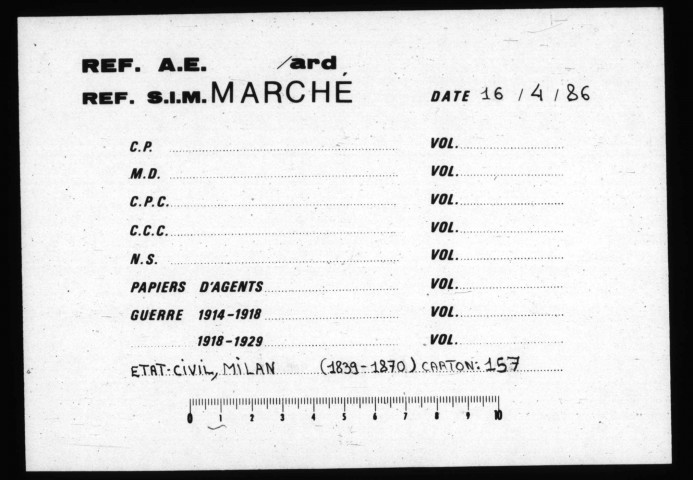 REF. A.E. /ard
REF. S.I.M. MARCHÉ DATE 16 / 4 / 86
C.P. VOL.
M.D. VOL.
C.P.C. VOL.
C.C.C. VOL.
N.S. VOL.
PAPIERS D'AGENTS VOL.
GUERRE 1914-1918 VOL.
1918-1929 VOL.
ETAT-CIVIL, MILAN (1839-1870) CARTON: 157
0 1 2 3 4 5 6 7 8 9 10